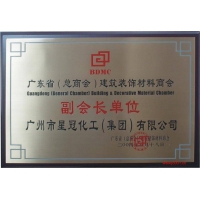 BDMC
广东省（总商会）建筑装饰材料商会
Guangdong (General Chamber) Building & Decorative Material Chamber
副会长单位
广州市星冠化工（集团）有限公司